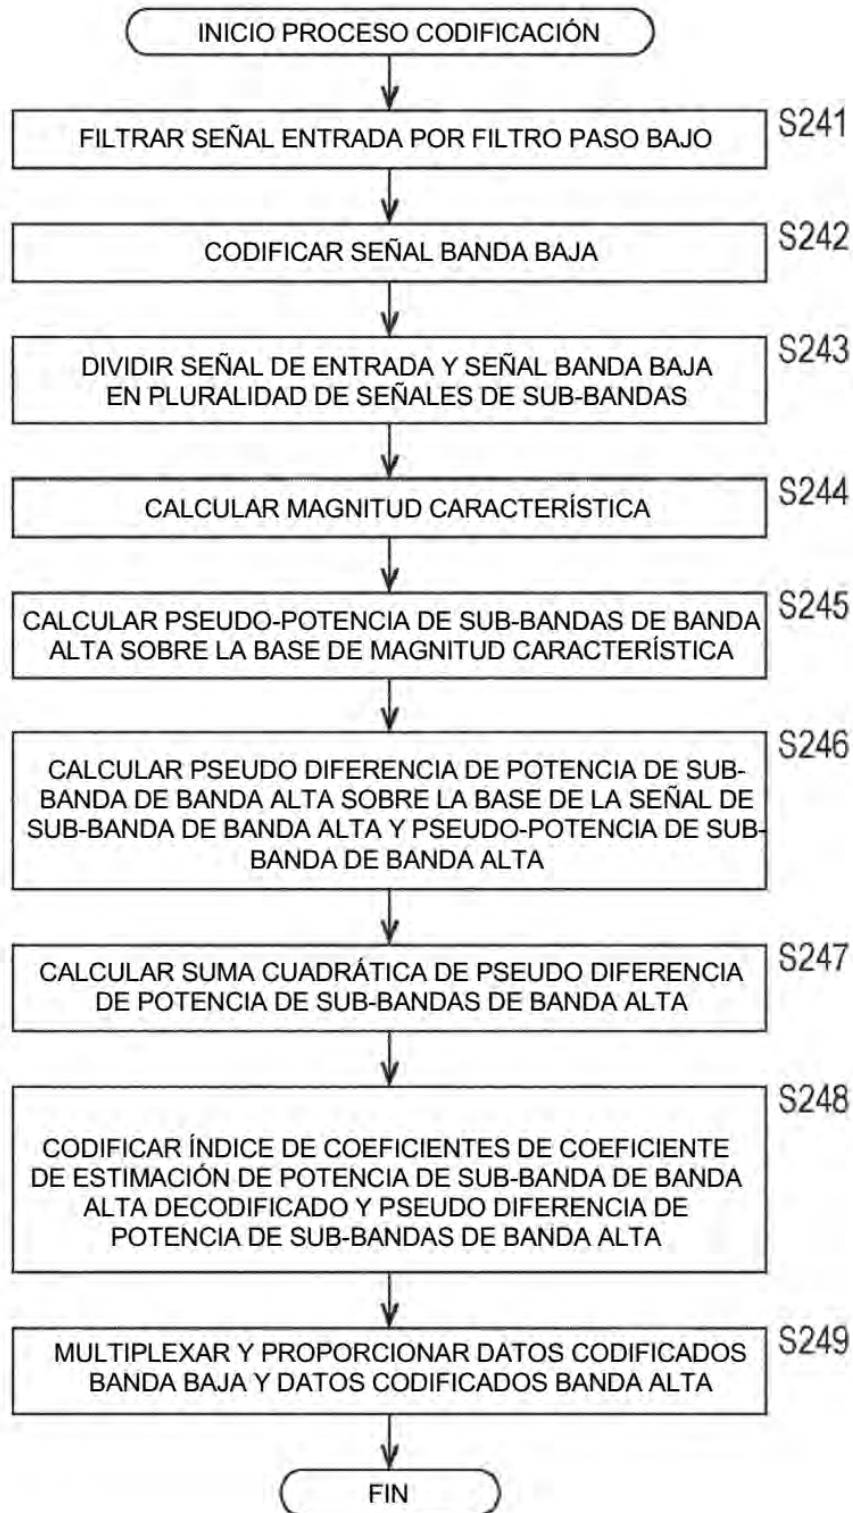 INICIO PROCESO CODIFICACIÓN
S241
FILTRAR SEÑAL ENTRADA POR FILTRO PASO BAJO
S242
CODIFICAR SEÑAL BANDA BAJA
S243
DIVIDIR SEÑAL DE ENTRADA Y SEÑAL BANDA BAJA
EN PLURALIDAD DE SEÑALES DE SUB-BANDAS
S244
CALCULAR MAGNITUD CARACTERÍSTICA
S245
CALCULAR PSEUDO-POTENCIA DE SUB-BANDAS DE BANDA
ALTA SOBRE LA BASE DE MAGNITUD CARACTERÍSTICA
S246
CALCULAR PSEUDO DIFERENCIA DE POTENCIA DE SUB-
BANDA DE BANDA ALTA SOBRE LA BASE DE LA SEÑAL DE
SUB-BANDA DE BANDA ALTA Y PSEUDO-POTENCIA DE SUB-
BANDA DE BANDA ALTA
S247
CALCULAR SUMA CUADRÁTICA DE PSEUDO DIFERENCIA
DE POTENCIA DE SUB-BANDAS DE BANDA ALTA
S248
CODIFICAR ÍNDICE DE COEFICIENTES DE COEFICIENTE
DE ESTIMACIÓN DE POTENCIA DE SUB-BANDA DE BANDA
ALTA DECODIFICADO Y PSEUDO DIFERENCIA DE
POTENCIA DE SUB-BANDAS DE BANDA ALTA
S249
MULTIPLEXAR Y PROPORCIONAR DATOS CODIFICADOS
BANDA BAJA Y DATOS CODIFICADOS BANDA ALTA
FIN